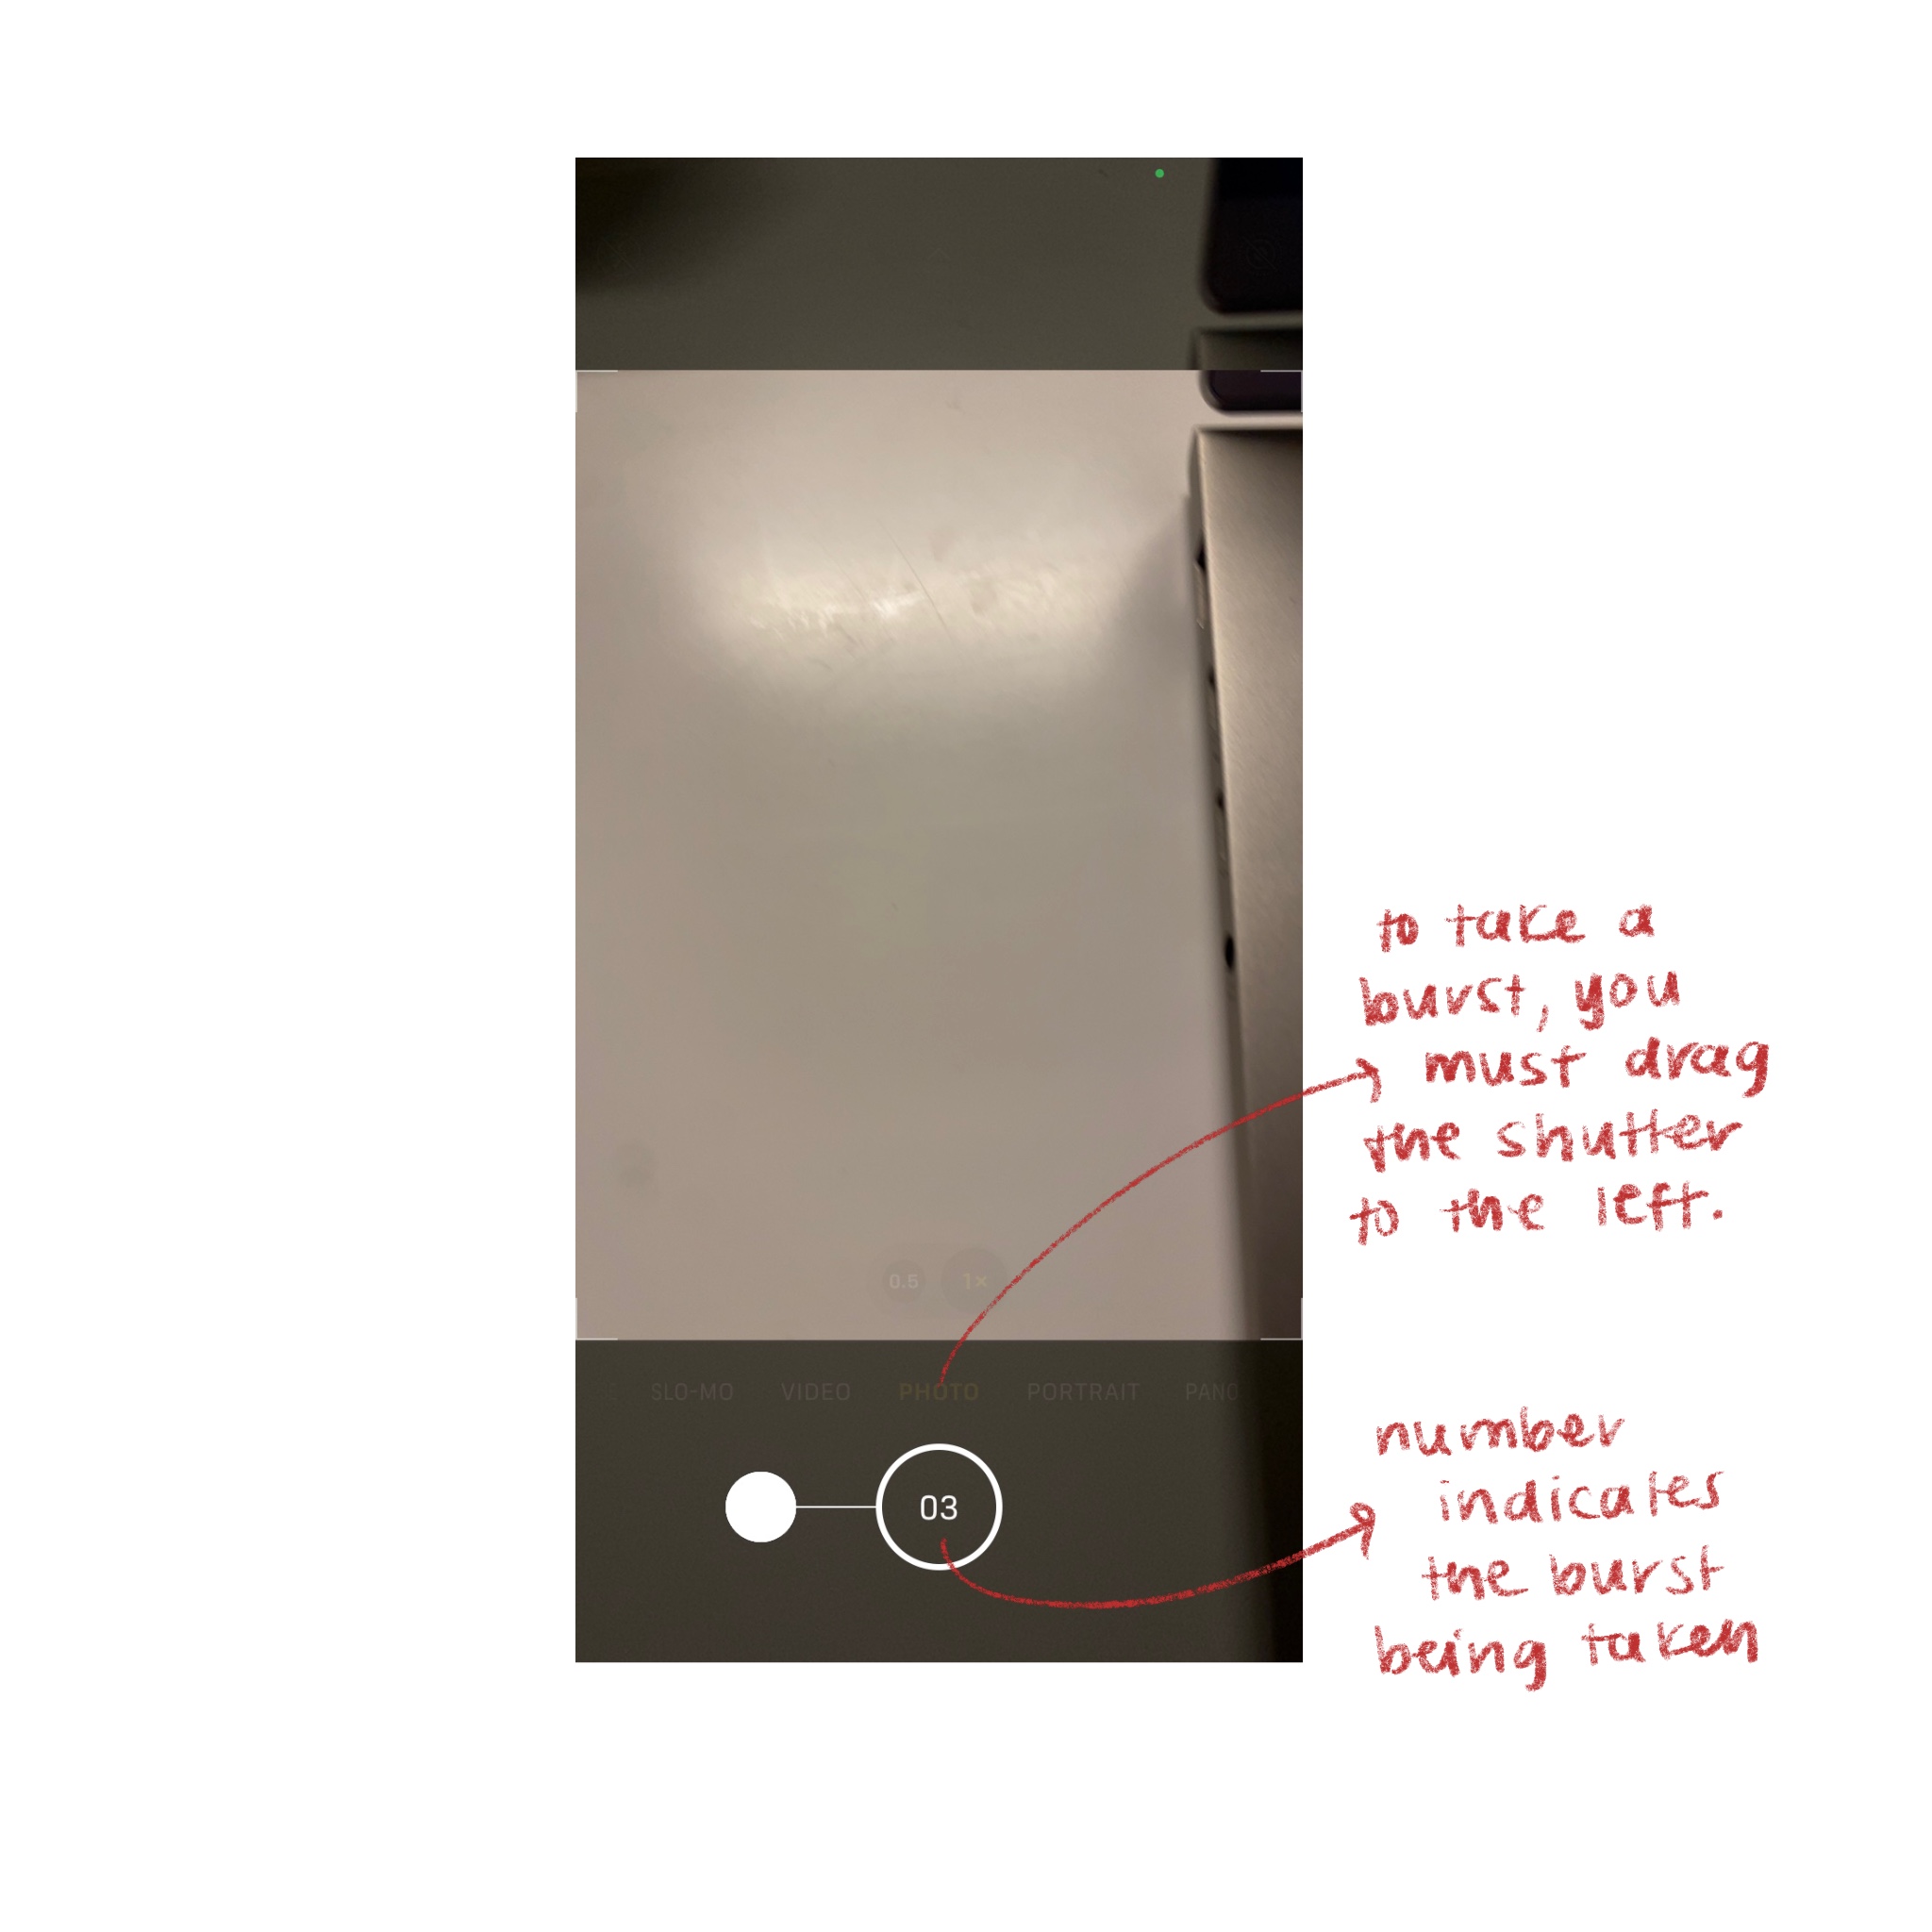 to take a
burst, you
must drag
the shutter
to the left.
0.5 1×
SLO-MO VIDEO PHOTO PORTRAIT PANO
03
number
indicates
the burst
being taken